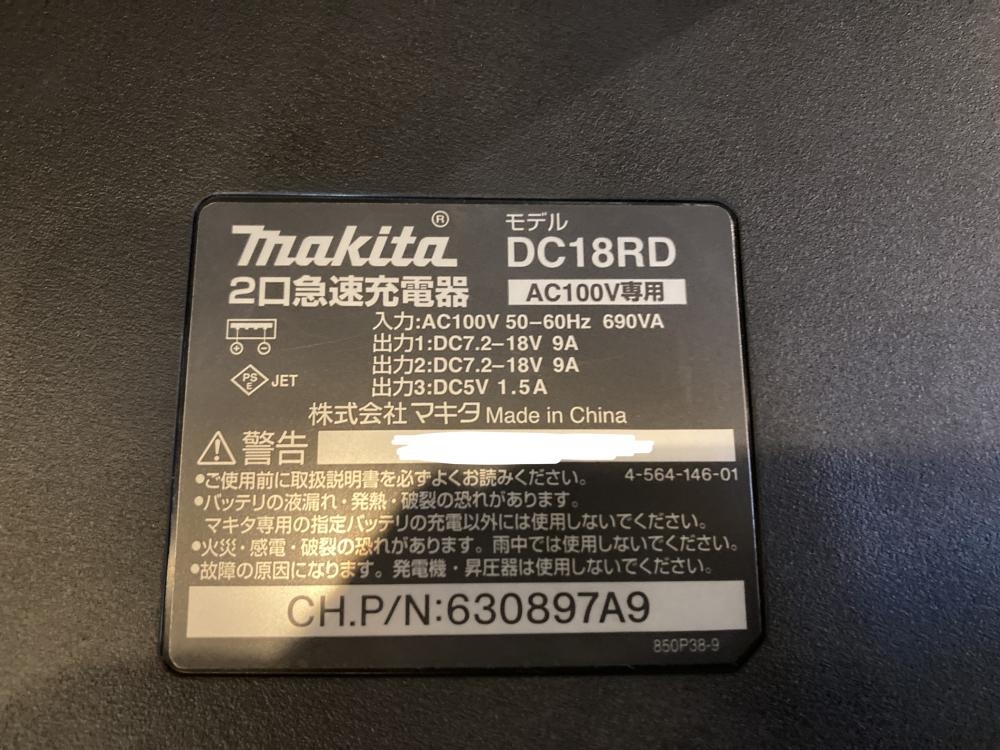 makita®
モデル
DC18RD
2口急速充電器
AC100V専用
入力:AC100V 50-60Hz 690VA
出力1:DC7.2-18V 9A
出力2:DC7.2-18V 9A
出力3:DC5V 1.5A
PS
E
JET
株式会社マキタ Made in China
警告
•ご使用前に取扱説明書を必ずよくお読みください。
4-564-146-01
•バッテリの液漏れ・発熱・破裂の恐れがあります。
マキタ専用の指定バッテリの充電以外には使用しないでください。
•火災・感電・破裂の恐れがあります。雨中では使用しないでください。
•故障の原因になります。発電機・昇圧器は使用しないでください。
CH.P/N:630897A9
850P38-9